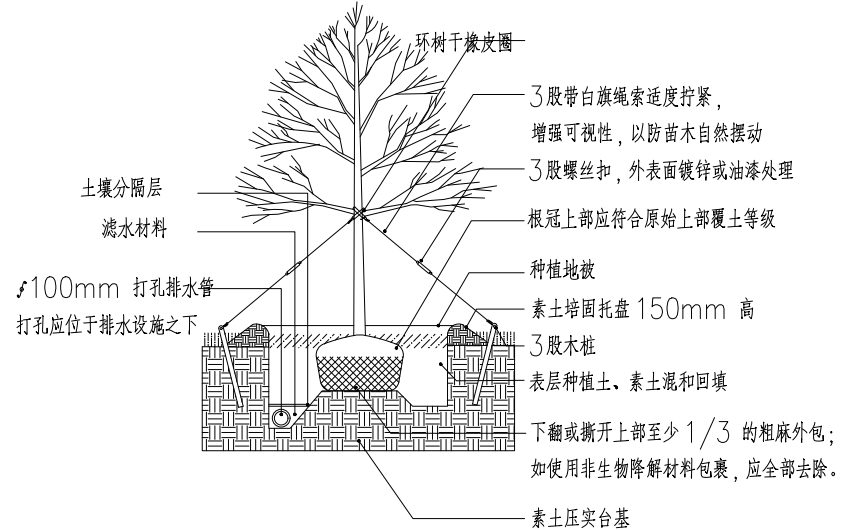 环树干橡皮圈
3股带白旗绳索适度拧紧，
增强可视性，以防苗木自然摆动
3股螺丝扣，外表面镀锌或油漆处理
土壤分隔层
根冠上部应符合原始上部覆土等级
滤水材料
种植地被
∮100mm 打孔排水管
素土培固托盘150mm 高
打孔应位于排水设施之下
3股木桩
表层种植土、素土混和回填
下翻或撕开上部至少1/3 的粗麻外包；
如使用非生物降解材料包裹，应全部去除。
素土压实台基